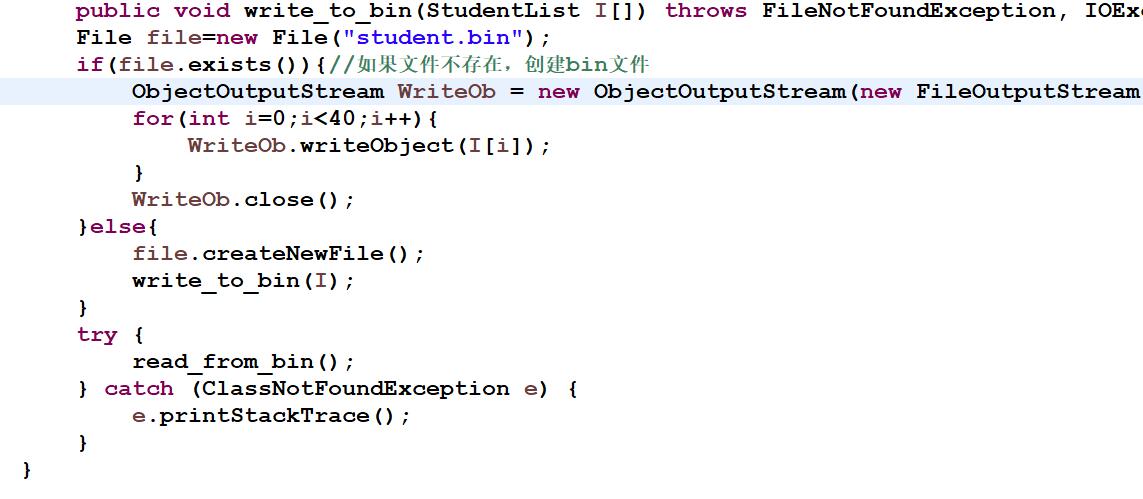 public void write_to_bin(StudentList I[]) throws FileNotFoundException,
File file=new File("student.bin");
if(file.exists()){//如果文件不存在，创建bin文件
ObjectOutputStream WriteOb = new ObjectOutputStream(new FileOutputStream
for(int i=0;i<40;i++){
WriteOb.writeObject(I[i]);
}
WriteOb.close();
}else{
file.createNewFile();
write_to_bin(I);
}
try {
read_from_bin();
} catch (ClassNotFoundException e) {
e.printStackTrace();
}
}